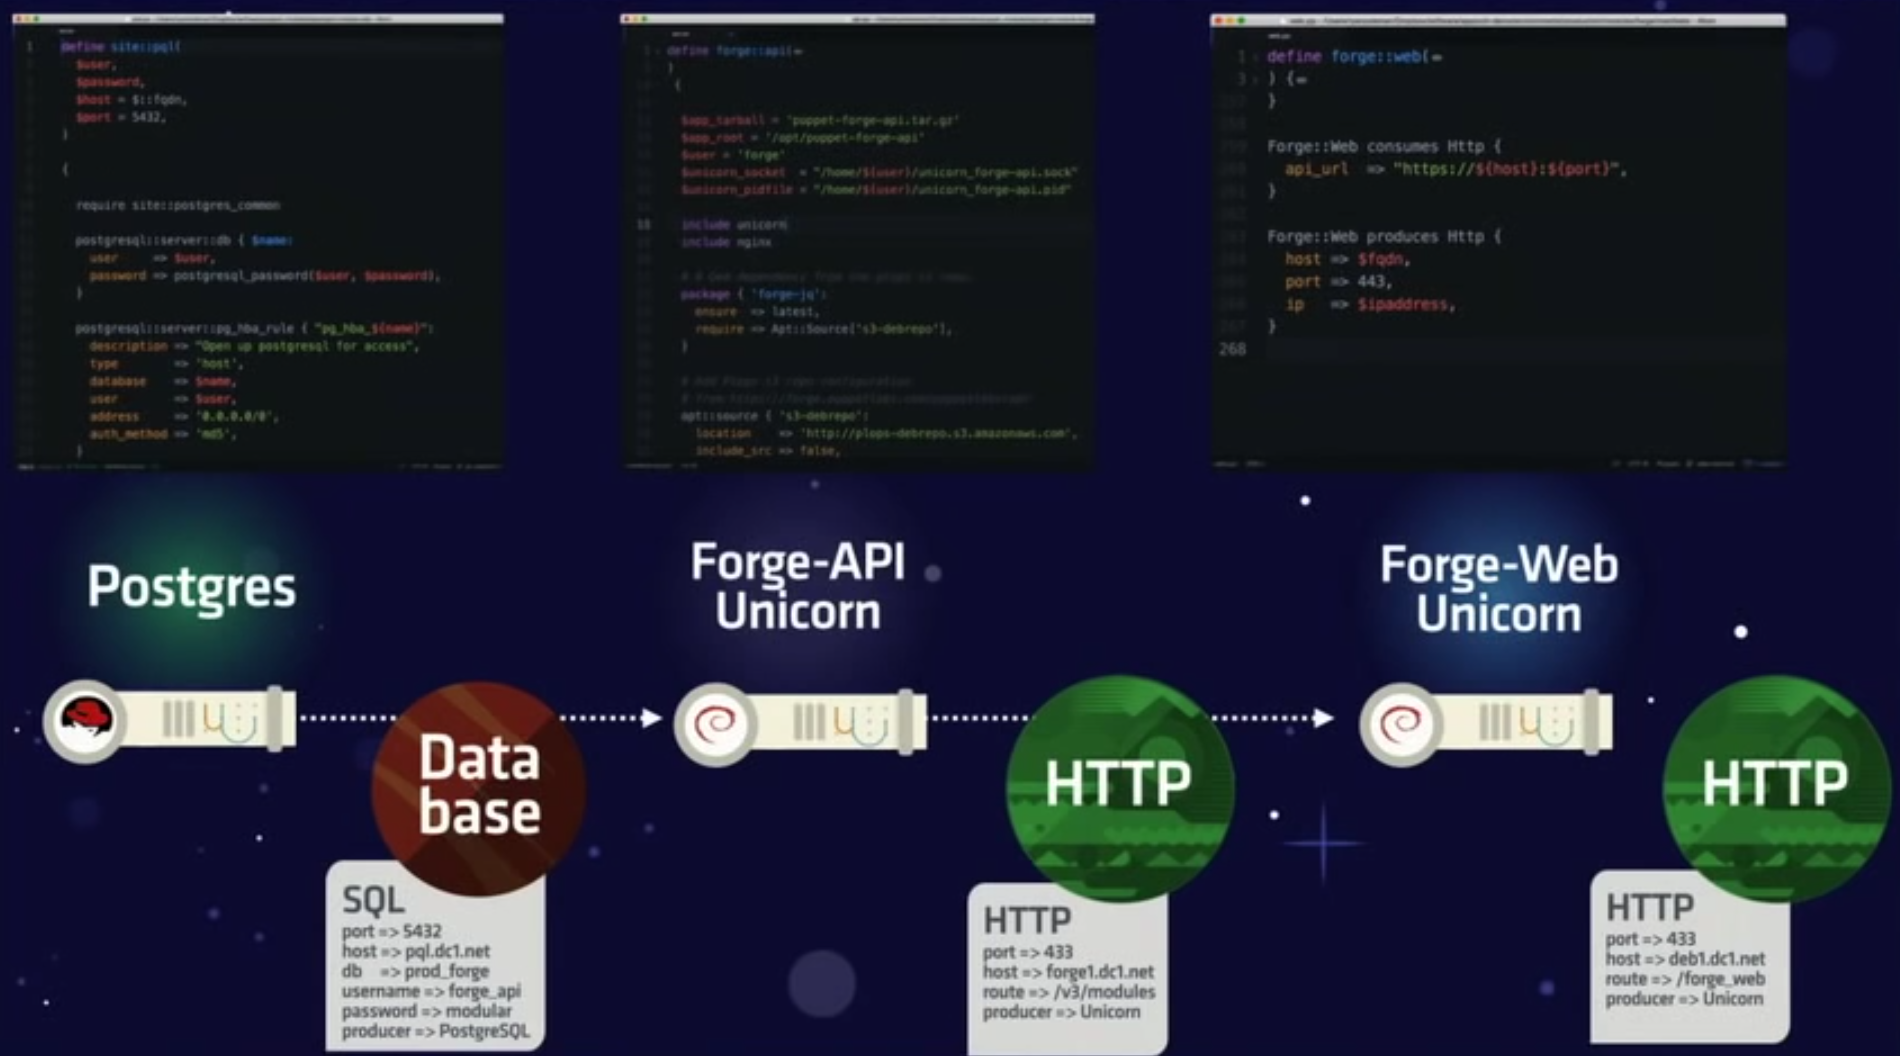 define site::pql(
$user,
$password,
$host = $::fqdn,
$port = 5432,
)
{
require site::postgres_common
postgresql::server::db { $name:
user => $user,
password => postgresql_password($user, $password),
}
postgresql::server::pg_hba_rule { "pg_hba_${name}":
description => "Open up postgresql for access",
type => 'host',
database => $name,
user => $user,
address => '0.0.0.0/0',
auth_method => 'md5',
}
define forge::api(
)
{
$app_tarball = 'puppet-forge-api.tar.gz'
$app_root = '/opt/puppet-forge-api'
$user = 'forge'
$unicorn_socket = "/home/${user}/unicorn_forge-api.sock"
$unicorn_pidfile = "/home/${user}/unicorn_forge-api.pid"
include unicorn
include nginx
package { 'forge-jq':
ensure => latest,
require => Apt::Source['s3-debrepo'],
}
apt::source { 's3-debrepo':
location => 'http://plops-debrepo.s3.amazonaws.com',
include_src => false,
1 define forge::web(
3 ) {
}
Forge::Web consumes Http {
api_url => "https://${host}:${port}",
}
Forge::Web produces Http {
host => $fqdn,
port => 443,
ip => $ipaddress,
}
268
Postgres
Forge-API
Unicorn
Forge-Web
Unicorn
Data
base
HTTP
HTTP
SQL
port => 5432
host => pql.dc1.net
db => prod_forge
username => forge_api
password => modular
producer => PostgreSQL
HTTP
port => 433
host => forge1.dc1.net
route => /v3/modules
producer => Unicorn
HTTP
port => 433
host => deb1.dc1.net
route => /forge_web
producer => Unicorn